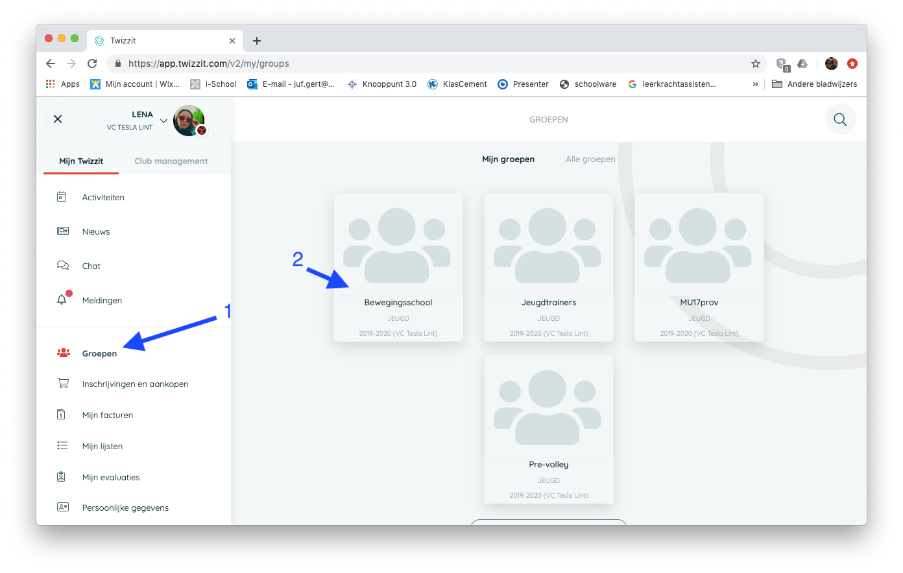 Twizzit
https://app.twizzit.com/v2/my/groups
Apps
Mijn account | Wix...
I-School
E-mail - juf.gert@...
Knooppunt 3.0
KlasCement
Presenter
schoolware
leerkrachtassisten...
»
Andere bladwijzers
LENA
VC TESLA LINT
GROEPEN
Mijn Twizzit
Club management
Mijn groepen
Alle groepen
Activiteiten
Nieuws
Chat
Meldingen
Groepen
Inschrijvingen en aankopen
Mijn facturen
Mijn lijsten
Mijn evaluaties
Persoonlijke gegevens
1
2
Bewegingsschool
JEUGD
2019-2020 (VC Tesla Lint)
Jeugdtrainers
JEUGD
2019-2020 (VC Tesla Lint)
MU17prov
JEUGD
2019-2020 (VC Tesla Lint)
Pre-volley
JEUGD
2019-2020 (VC Tesla Lint)